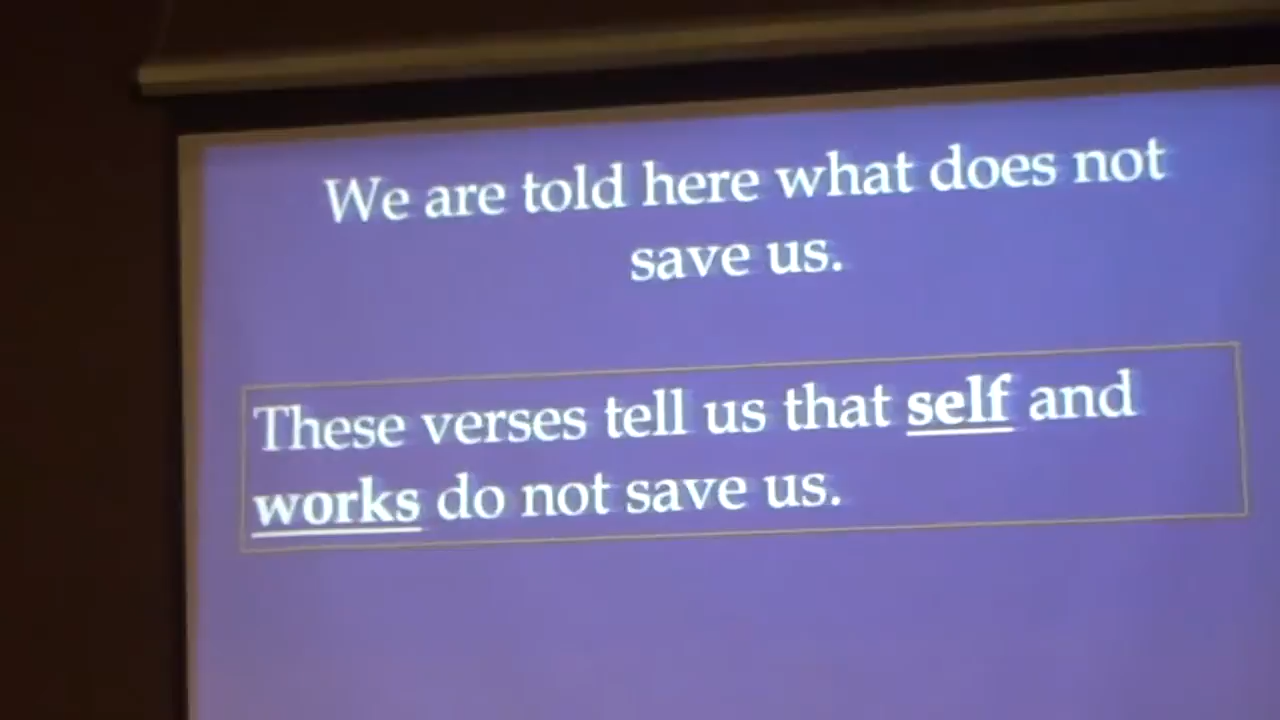 We are told here what does not
save us.
These verses tell us that self and
works do not save us.